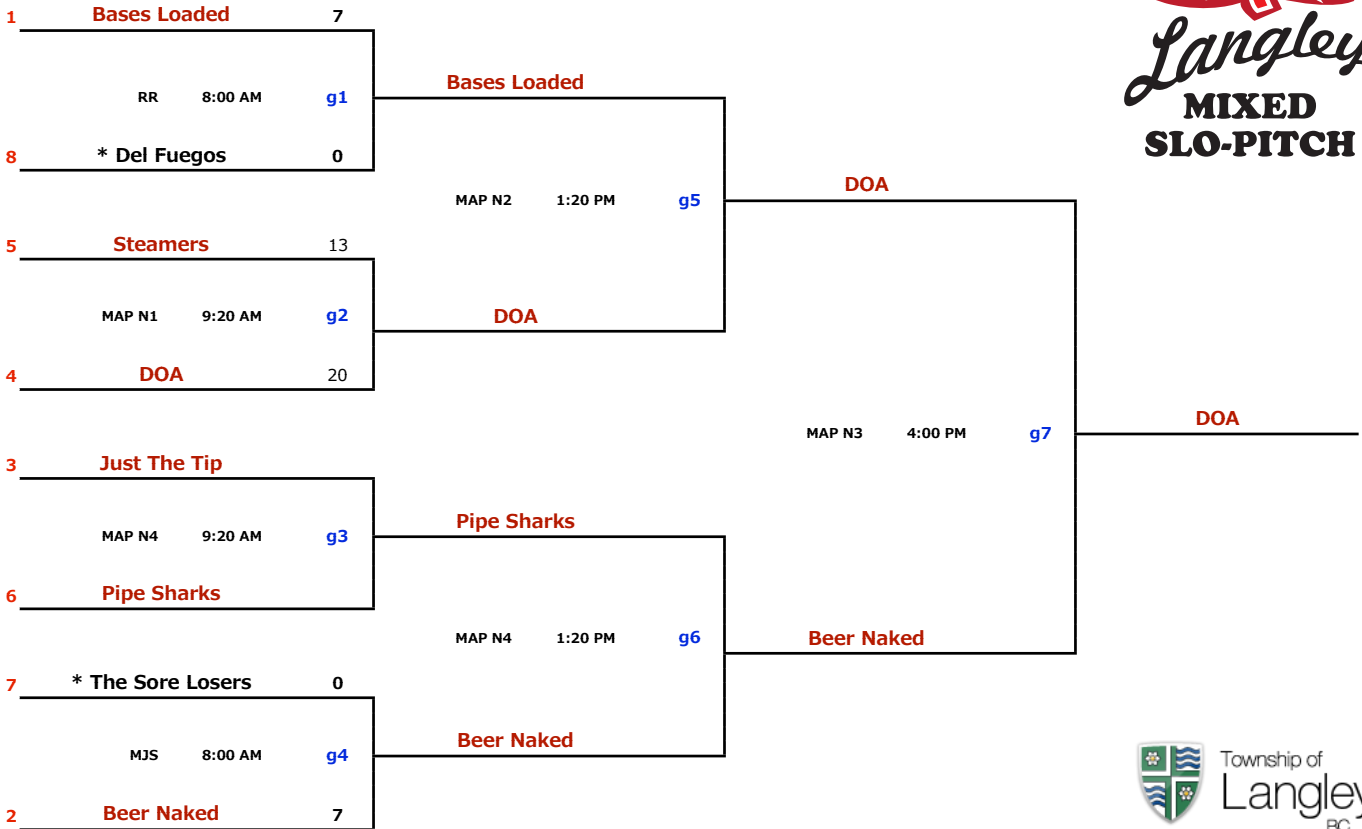 1 Bases Loaded 7
RR 8:00 AM g1
8 * Del Fuegos 0
Bases Loaded
MAP N2 1:20 PM g5
5 Steamers 13
MAP N1 9:20 AM g2
DOA
4 DOA 20
DOA
MAP N3 4:00 PM g7
DOA
3 Just The Tip
MAP N4 9:20 AM g3
Pipe Sharks
6 Pipe Sharks
MAP N4 1:20 PM g6
Beer Naked
7 * The Sore Losers 0
MJS 8:00 AM g4
Beer Naked
2 Beer Naked 7
Langley
MIXED
SLO-PITCH
Township of
Langley
BC